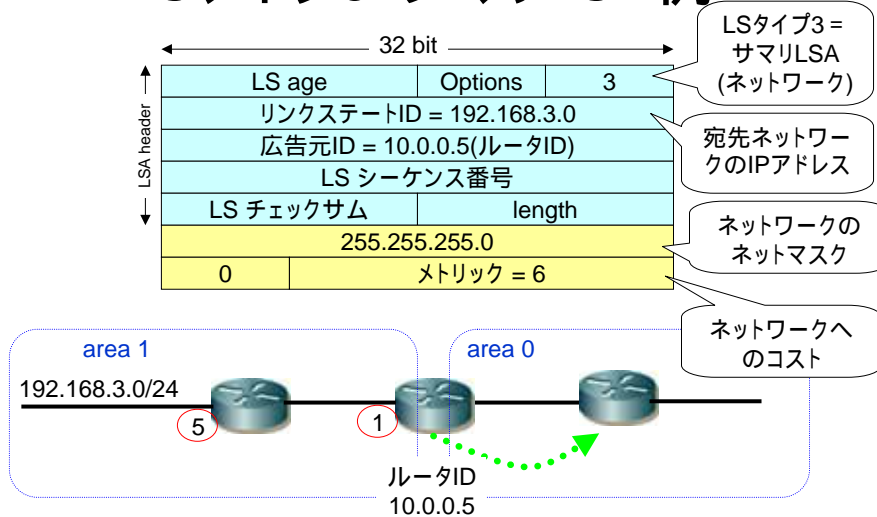 32 bit
LSタイプ3 =
サマリLSA
(ネットワーク)
LSA header
LS age Options 3
リンクステートID = 192.168.3.0
広告元ID = 10.0.0.5(ルータID)
LS シーケンス番号
LS チェックサム length
宛先ネットワー
クのIPアドレス
255.255.255.0
ネットワークの
ネットマスク
0 メトリック = 6
ネットワークへ
のコスト
area 1
area 0
192.168.3.0/24
5
1
ルータID
10.0.0.5